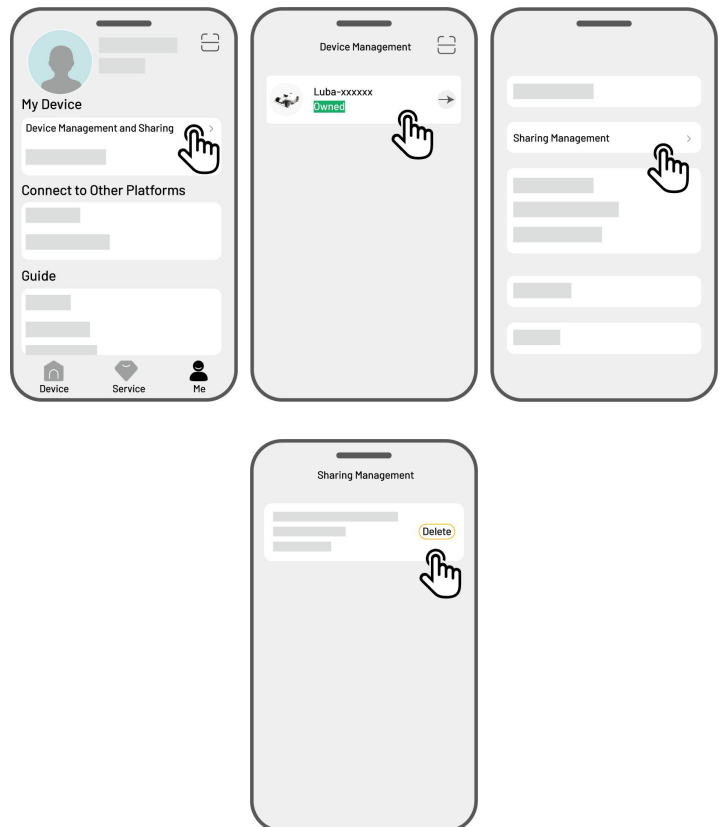 My Device
Device Management and Sharing
Connect to Other Platforms
Guide
Device
Service
Me
Device Management
Luba-xxxxxx
Owned
Sharing Management
Sharing Management
Delete